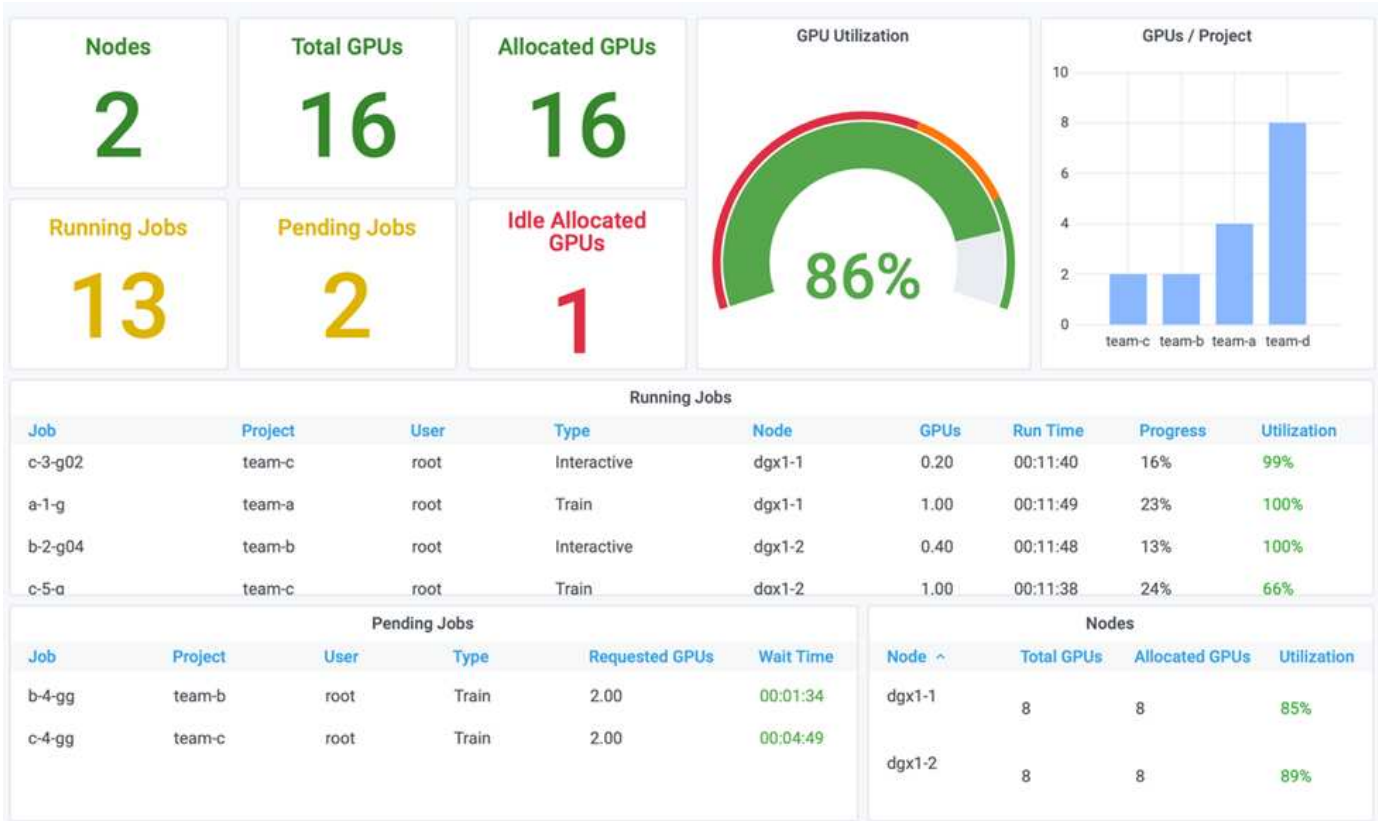 Nodes
2
Total GPUs
16
Allocated GPUs
16
Running Jobs
13
Pending Jobs
2
Idle Allocated
GPUs
1
GPU Utilization
86%
GPUs / Project
10
8
6
4
2
0
team-c team-b team-a team-d
Running Jobs
Job Project User Type Node GPUs Run Time Progress Utilization
c-3-g02 team-c root Interactive dgx1-1 0.20 00:11:40 16% 99%
a-1-g team-a root Train dgx1-1 1.00 00:11:49 23% 100%
b-2-g04 team-b root Interactive dgx1-2 0.40 00:11:48 13% 100%
c-5-g team-c root Train dgx1-2 1.00 00:11:38 24% 66%
Pending Jobs
Job Project User Type Requested GPUs Wait Time
b-4-gg team-b root Train 2.00 00:01:34
c-4-gg team-c root Train 2.00 00:04:49
Nodes
Node Total GPUs Allocated GPUs Utilization
dgx1-1 8 8 85%
dgx1-2 8 8 89%